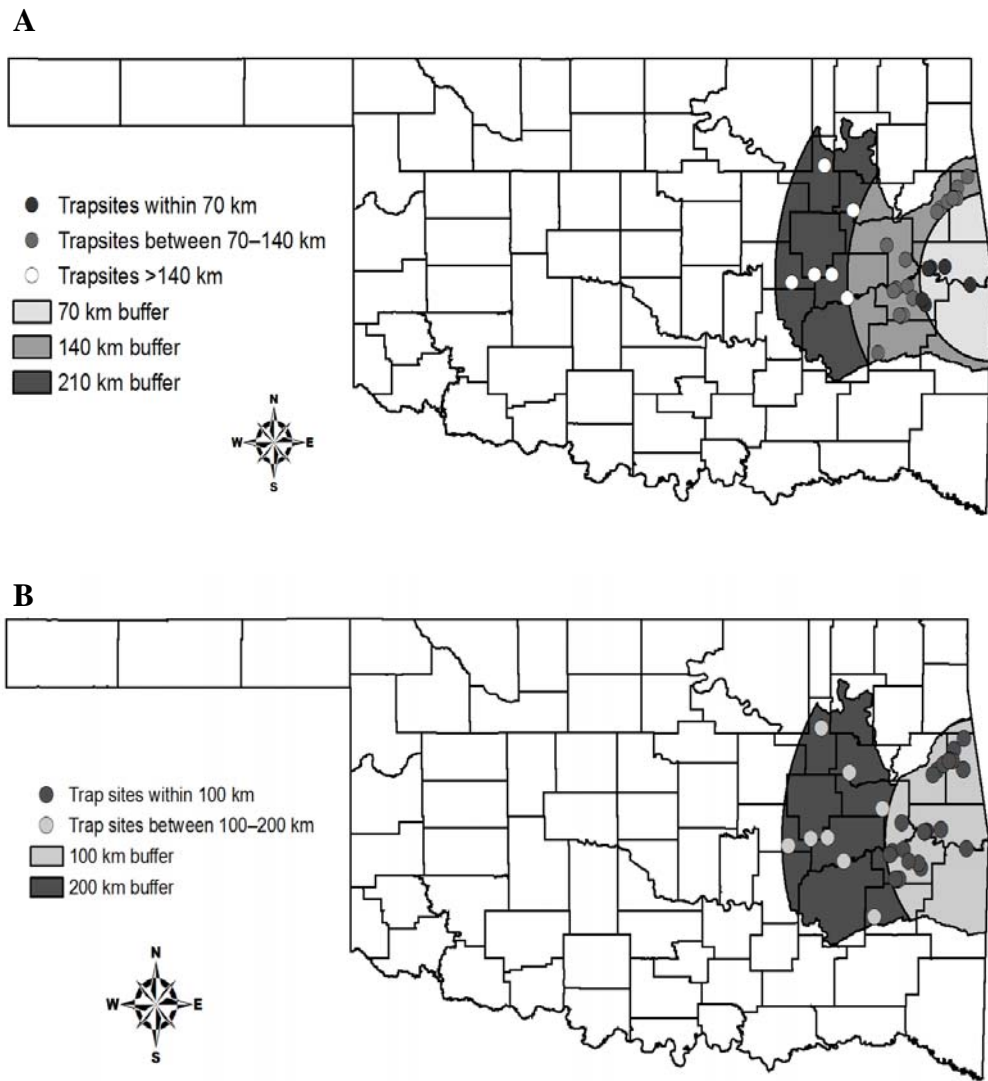 A
Trapsites within 70 km
Trapsites between 70–140 km
Trapsites >140 km
70 km buffer
140 km buffer
210 km buffer
N
W E
S
B
Trap sites within 100 km
Trap sites between 100–200 km
100 km buffer
200 km buffer
N
W E
S